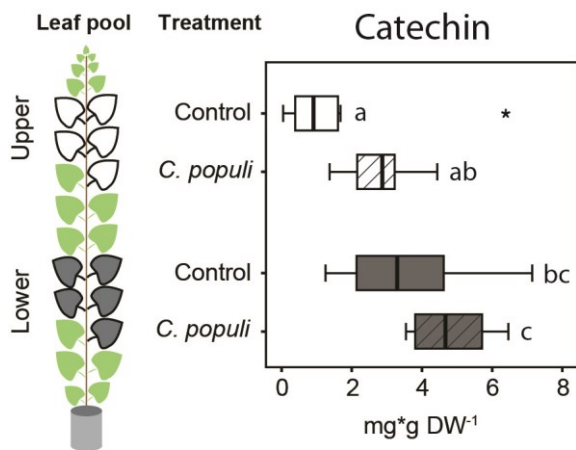 Leaf pool Treatment Catechin
Upper
Control a *
C. populi ab
Lower
Control bc
C. populi c
0 2 4 6 8
mg*g DW-1